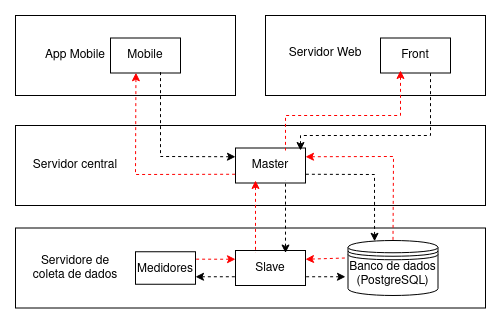 App Mobile
Mobile
Servidor Web
Front
Servidor central
Master
Servidore de
coleta de dados
Medidores
Slave
Banco de dados
(PostgreSQL)